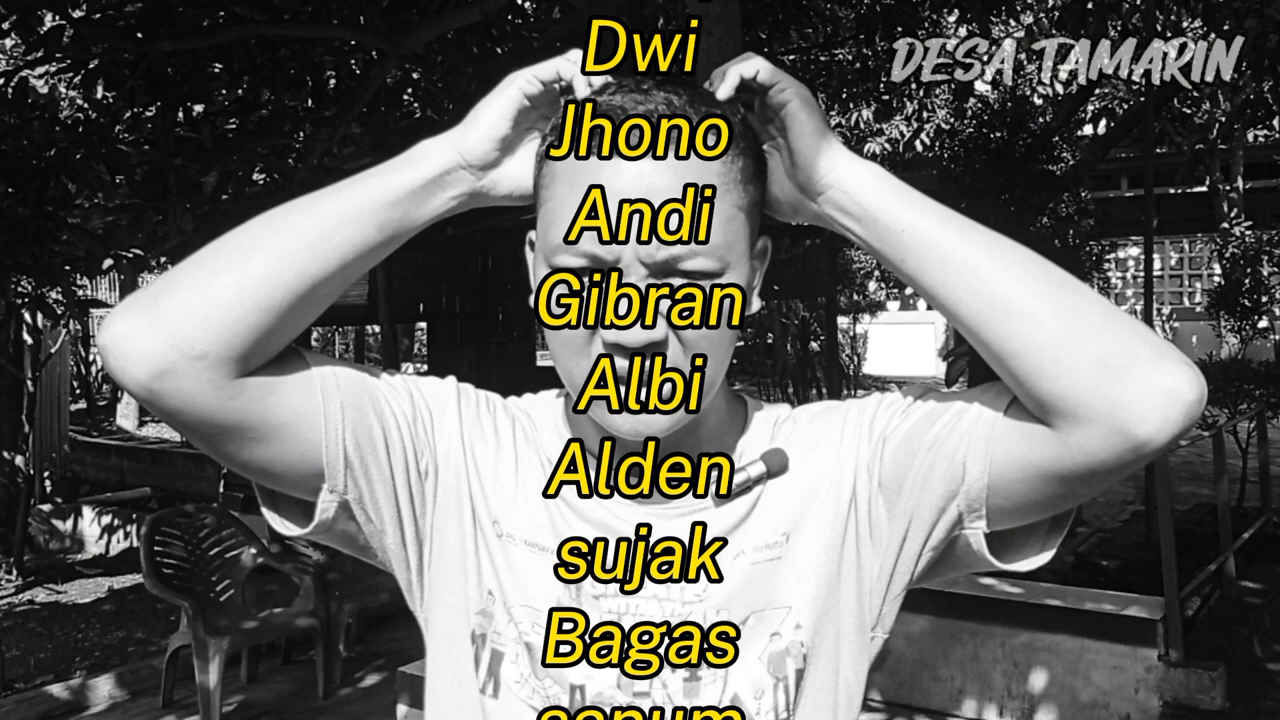 DESA TAMARIN
Dwi
Jhono
Andi
Gibran
Albi
Alden
sujak
Bagas